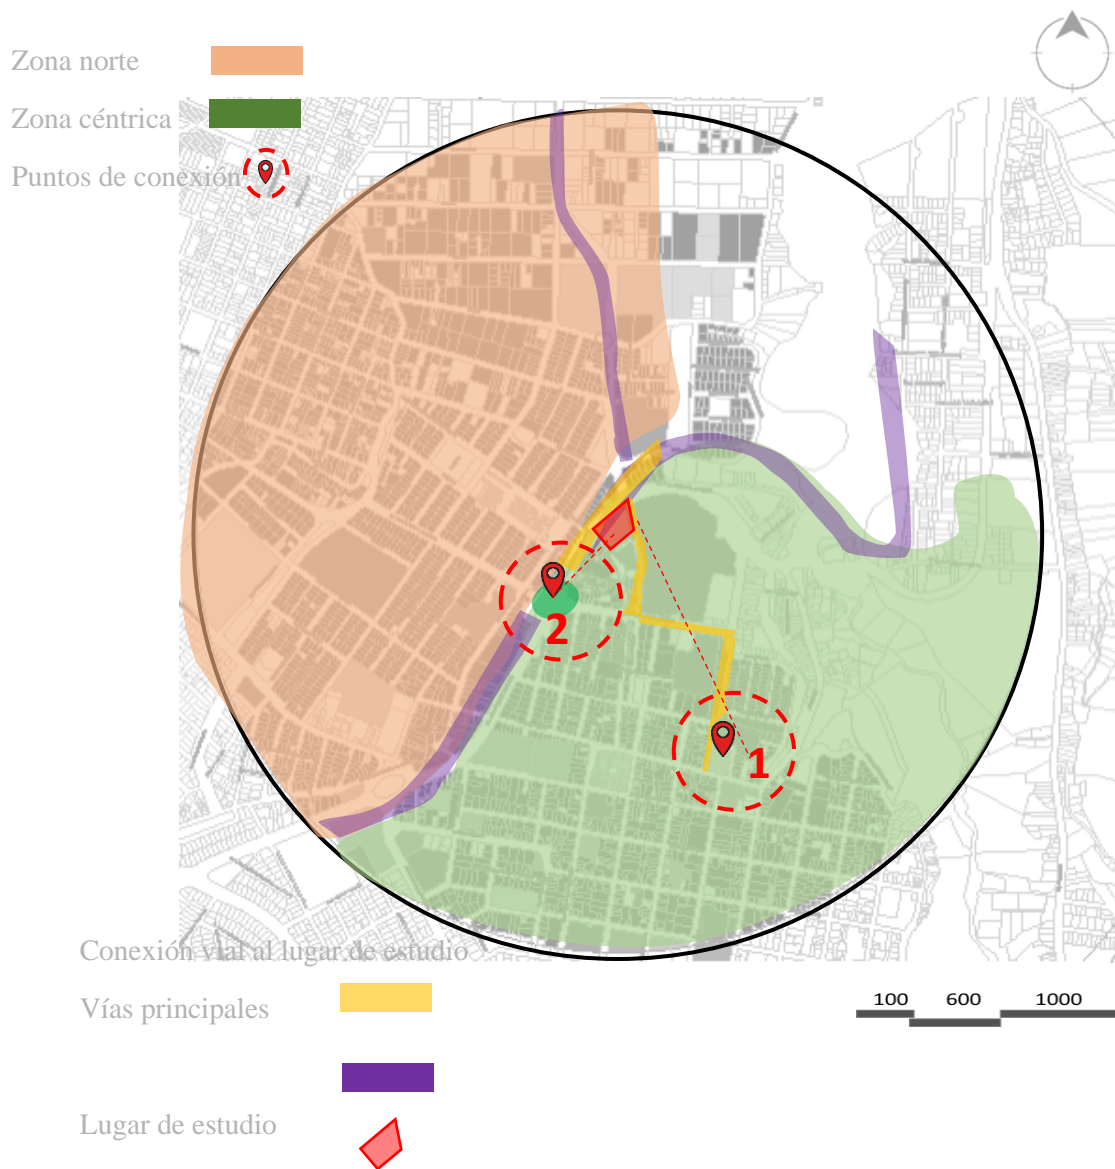 Zona norte
Zona céntrica
Puntos de conexión
2
1
Conexión vial al lugar de estudio
Vías principales
100 600 1000
Lugar de estudio